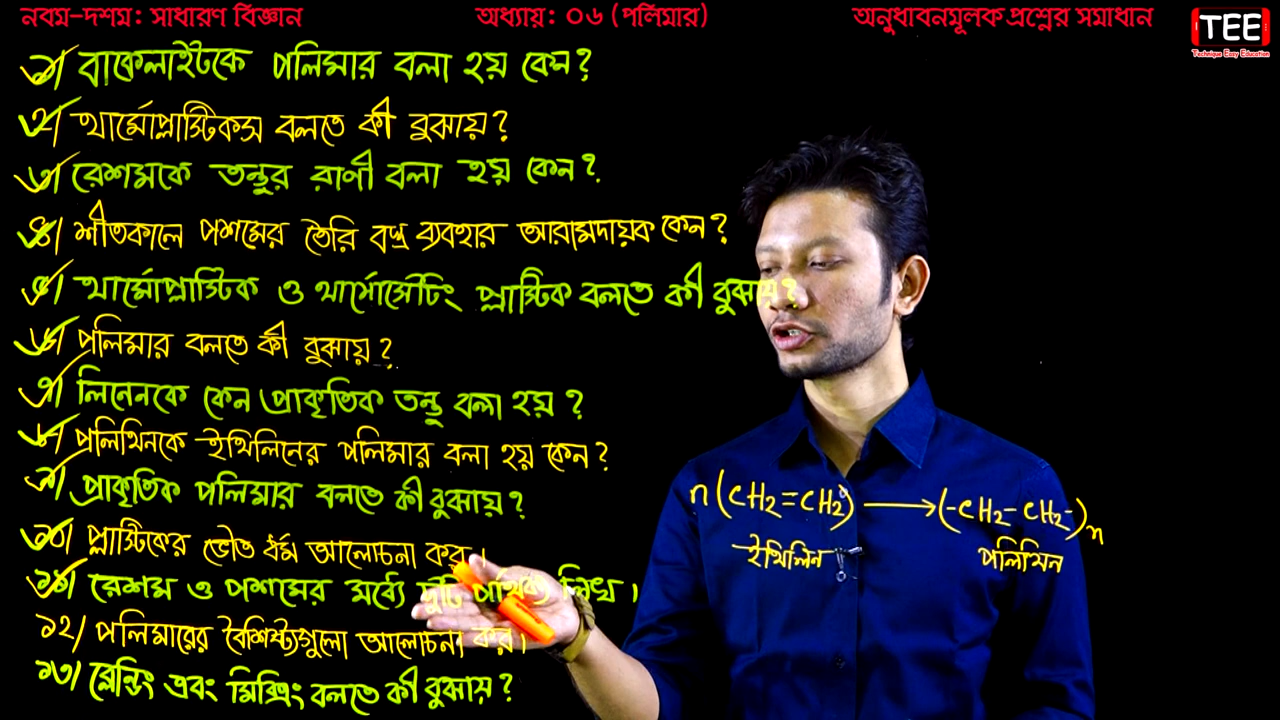 নবম-দশম: সাধারণ বিজ্ঞান
অধ্যায়: ০৬ (পলিমার)
অনুধাবনমূলক প্রশ্নের সমাধান
TEE
Technique Easy Education
১/ বাকেলাইটকে পলিমার বলা হয় কেন?
২/ থার্মোপ্লাস্টিকস বলতে কী বুঝায়?
৩/ রেশমকে তন্তুর রাণী বলা হয় কেন?
৪/ শীতকালে পশমের তৈরি বস্ত্র ব্যবহার আরামদায়ক কেন?
৫/ থার্মোপ্লাস্টিক ও থার্মোসেটিং প্লাস্টিক বলতে কী বুঝায়?
৬/ পলিমার বলতে কী বুঝায়?
৭/ লিনেনকে কেন প্রাকৃতিক তন্তু বলা হয়?
৮/ পলিথিনকে ইথিলিনের পলিমার বলা হয় কেন?
৯/ প্রাকৃতিক পলিমার বলতে কী বুঝায়?
১০/ প্লাস্টিকের ভৌত ধর্ম আলোচনা কর।
১১/ রেশম ও পশমের মধ্যে দুটি পার্থক্য লিখ।
১২/ পলিমারের বৈশিষ্ট্যগুলো আলোচনা কর।
১৩/ ব্লেন্ডিং এবং মিক্সিং বলতে কী বুঝায়?
n(CH₂=CH₂) ⟶ (-CH₂-CH₂-)n
ইথিলিন
পলিথিন